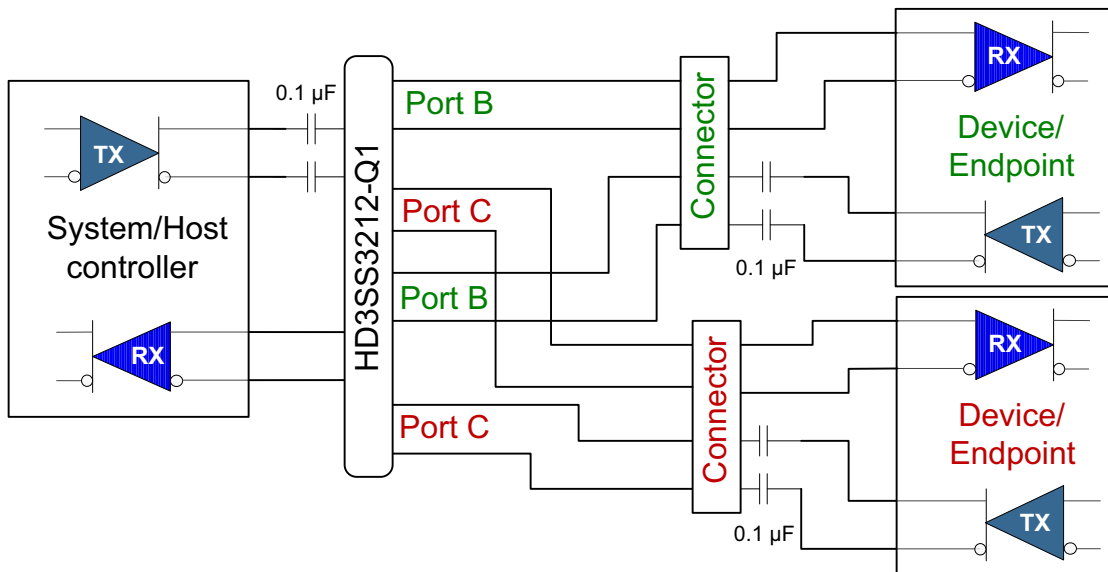 TX
System/Host
controller
RX
0.1 µF
HD3SS3212-Q1
Port B
Port C
Port B
Port C
Connector
0.1 µF
Connector
0.1 µF
RX
Device/
Endpoint
TX
RX
Device/
Endpoint
TX